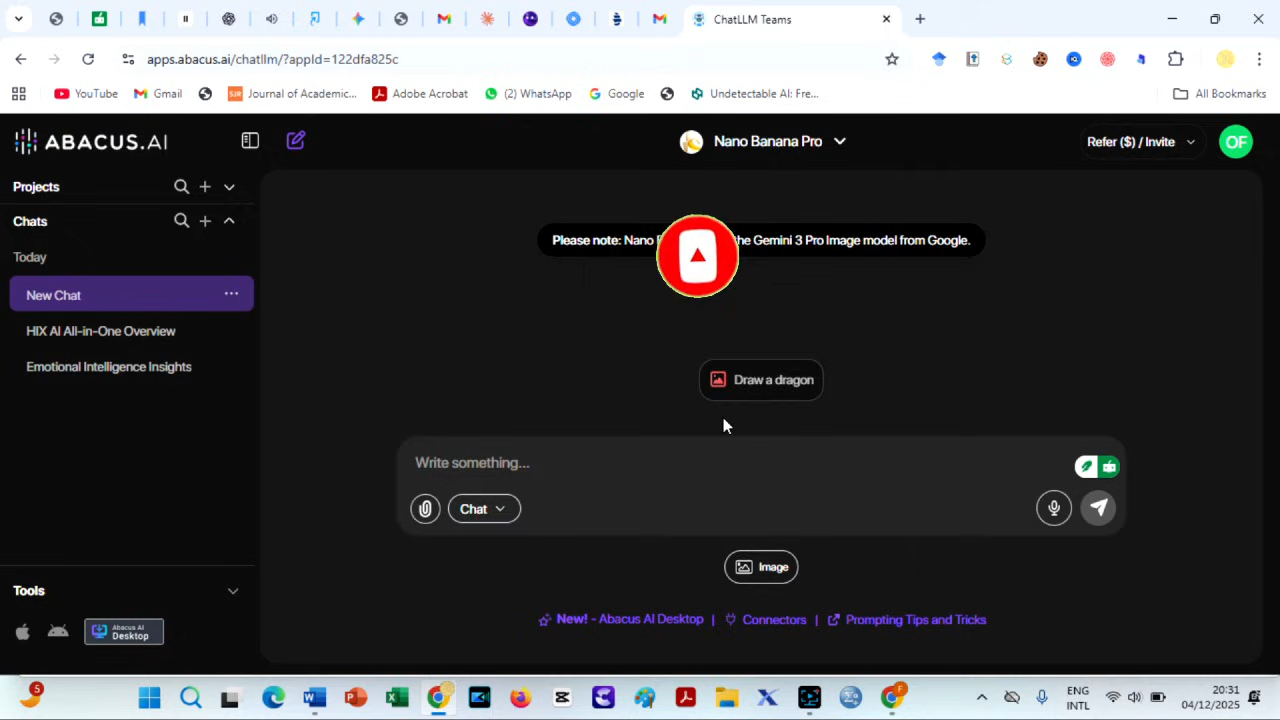 ChatLLM Teams
apps.abacus.ai/chatllm/?appId=122dfa825c
YouTube
Gmail
SJR
Journal of Academic...
Adobe Acrobat
(2) WhatsApp
Google
Undetectable AI: Fre...
All Bookmarks
ABACUS.AI
Nano Banana Pro
Refer ($) / Invite
OF
Projects
Chats
Today
New Chat
HIX AI All-in-One Overview
Emotional Intelligence Insights
Please note: Nano the Gemini 3 Pro Image model from Google.
Draw a dragon
Write something...
Chat
Image
New! - Abacus AI Desktop | Connectors | Prompting Tips and Tricks
Tools
Abacus AI
Desktop
5
ENG
INTL
20:31
04/12/2025